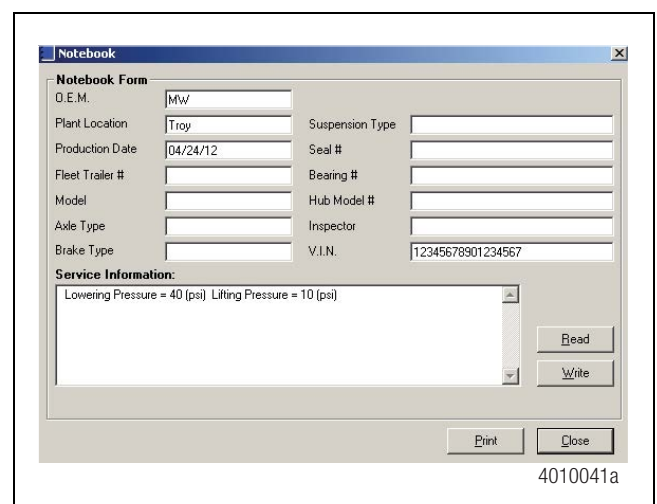 Notebook
Notebook Form
O.E.M. MW
Plant Location Troy Suspension Type
Production Date 04/24/12 Seal #
Fleet Trailer # Bearing #
Model Hub Model #
Axle Type Inspector
Brake Type V.I.N. 12345678901234567
Service Information:
Lowering Pressure = 40 (psi) Lifting Pressure = 10 (psi)
Read
Write
Print Close
4010041a